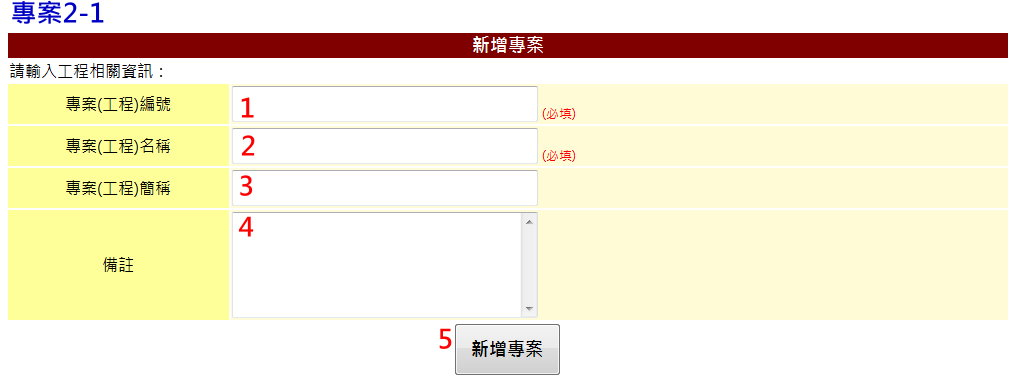 專案2-1
新增專案
請輸入工程相關資訊：
專案(工程)編號 1 (必填)
專案(工程)名稱 2 (必填)
專案(工程)簡稱 3
備註 4
5 新增專案